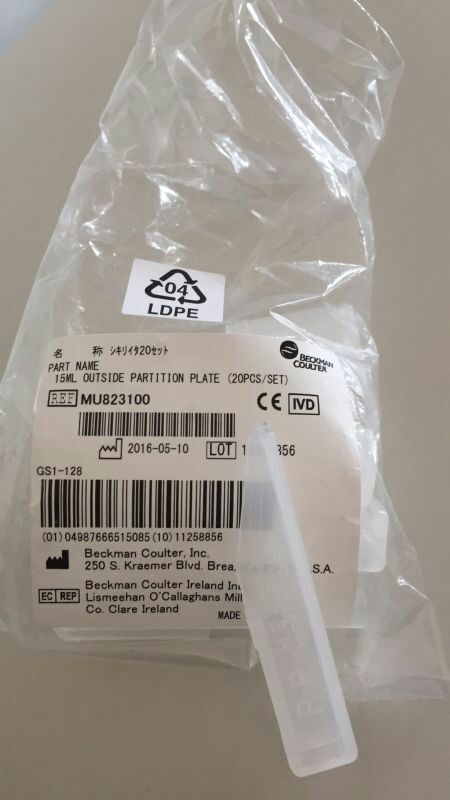 04
LDPE
名 称 シキリイタ20セット
BECKMAN
COULTER
PART NAME
15ML OUTSIDE PARTITION PLATE (20PCS/SET)
REF MU823100
CE IVD
2016-05-10 LOT 856
GS1-128
(01)04987666515085(10)11258856
Beckman Coulter, Inc.
250 S. Kraemer Blvd. Brea, S.A.
EC REP Beckman Coulter Ireland
Lismeehan O'Callaghans Mill
Co. Clare Ireland
MADE
PP